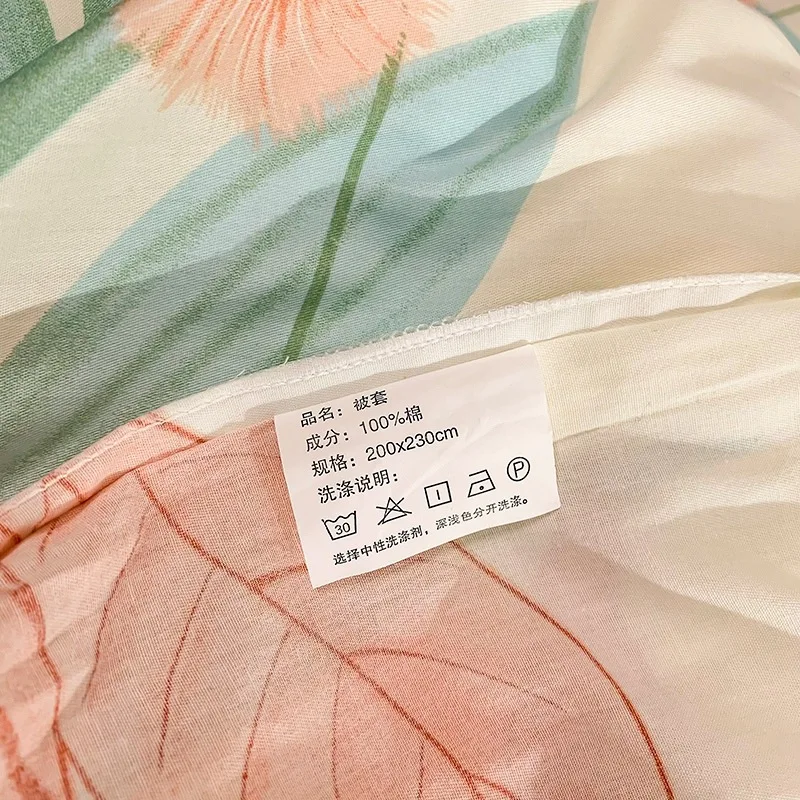 品名：被套
成分：100%棉
规格：200x230cm
洗涤说明：
30 P
选择中性洗涤剂，深浅色分开洗涤。